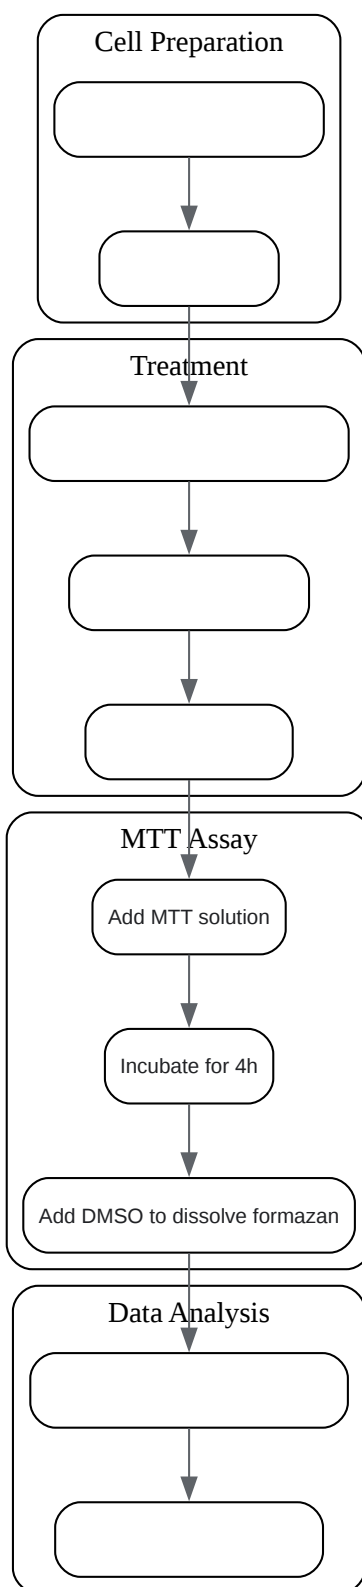 Cell Preparation
Treatment
MTT Assay
Add MTT solution
Incubate for 4h
Add DMSO to dissolve formazan
Data Analysis